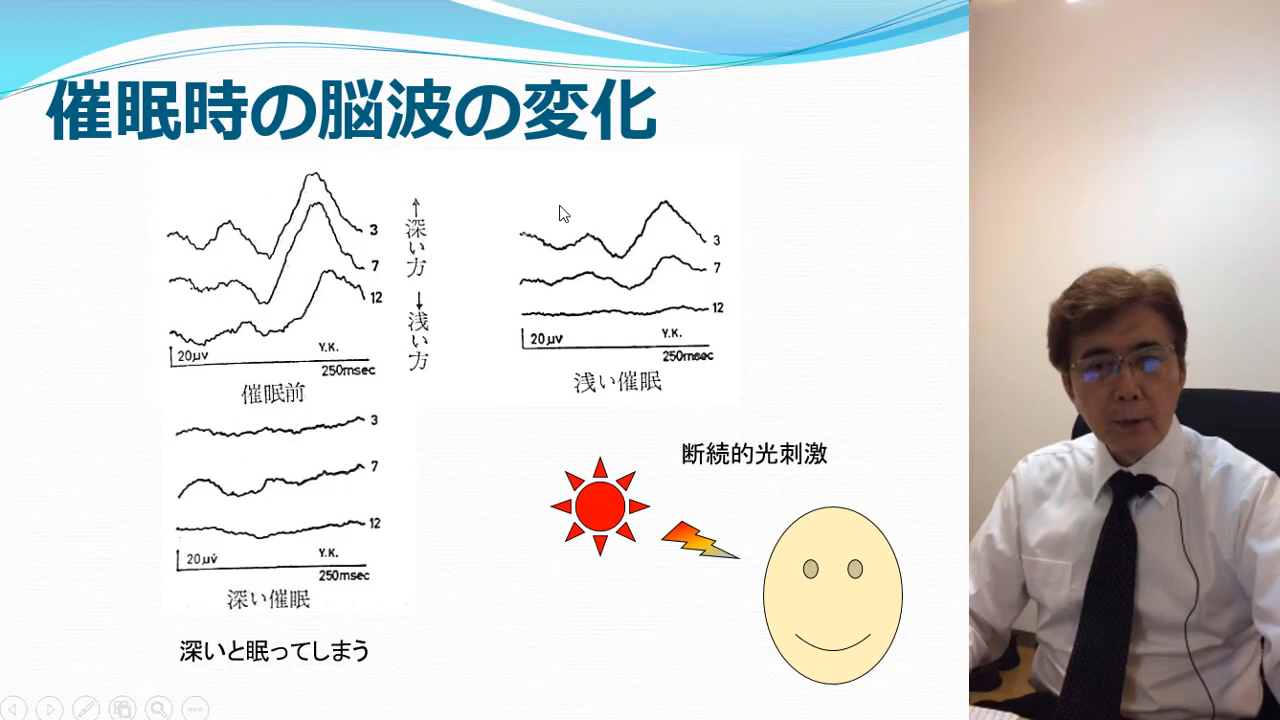 催眠時の脳波の変化
3
7
12
↑深い方
↓浅い方
20μv
Y.K.
250msec
催眠前
3
7
12
20μv
Y.K.
250msec
浅い催眠
3
7
12
20μv
Y.K.
250msec
深い催眠
断続的光刺激
深いと眠ってしまう